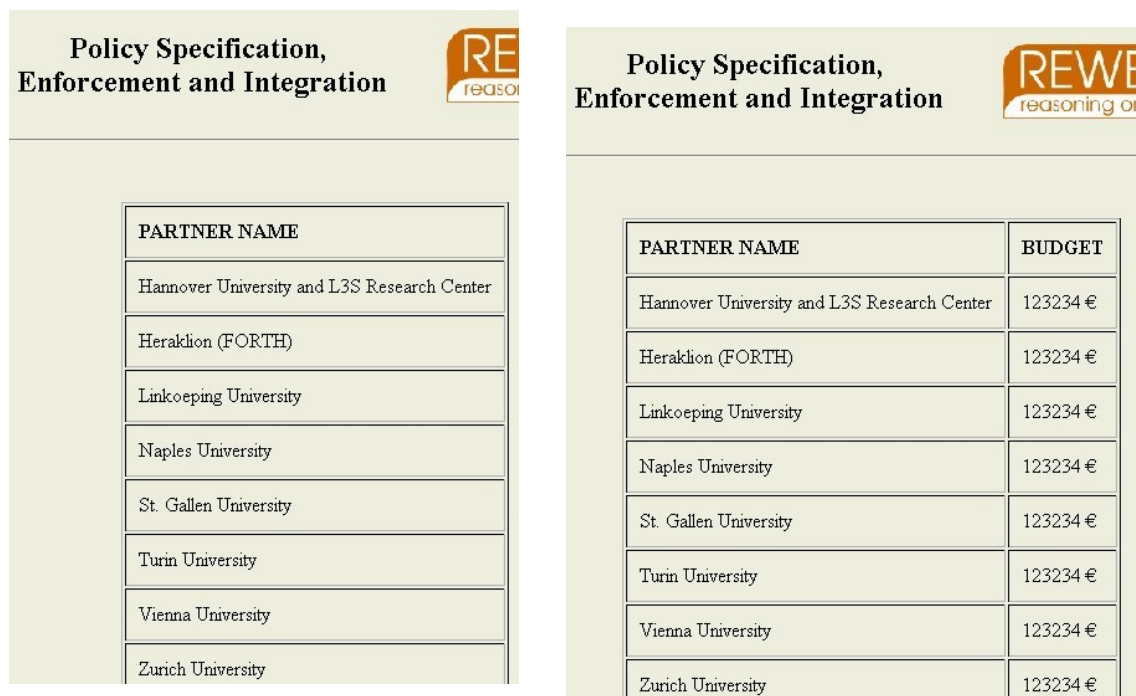 Policy Specification,
Enforcement and Integration
RE
reaso
PARTNER NAME
Hannover University and L3S Research Center
Heraklion (FORTH)
Linkoeping University
Naples University
St. Gallen University
Turin University
Vienna University
Zurich University
Policy Specification,
Enforcement and Integration
REWE
reasoning on
PARTNER NAME BUDGET
Hannover University and L3S Research Center 123234 €
Heraklion (FORTH) 123234 €
Linkoeping University 123234 €
Naples University 123234 €
St. Gallen University 123234 €
Turin University 123234 €
Vienna University 123234 €
Zurich University 123234 €